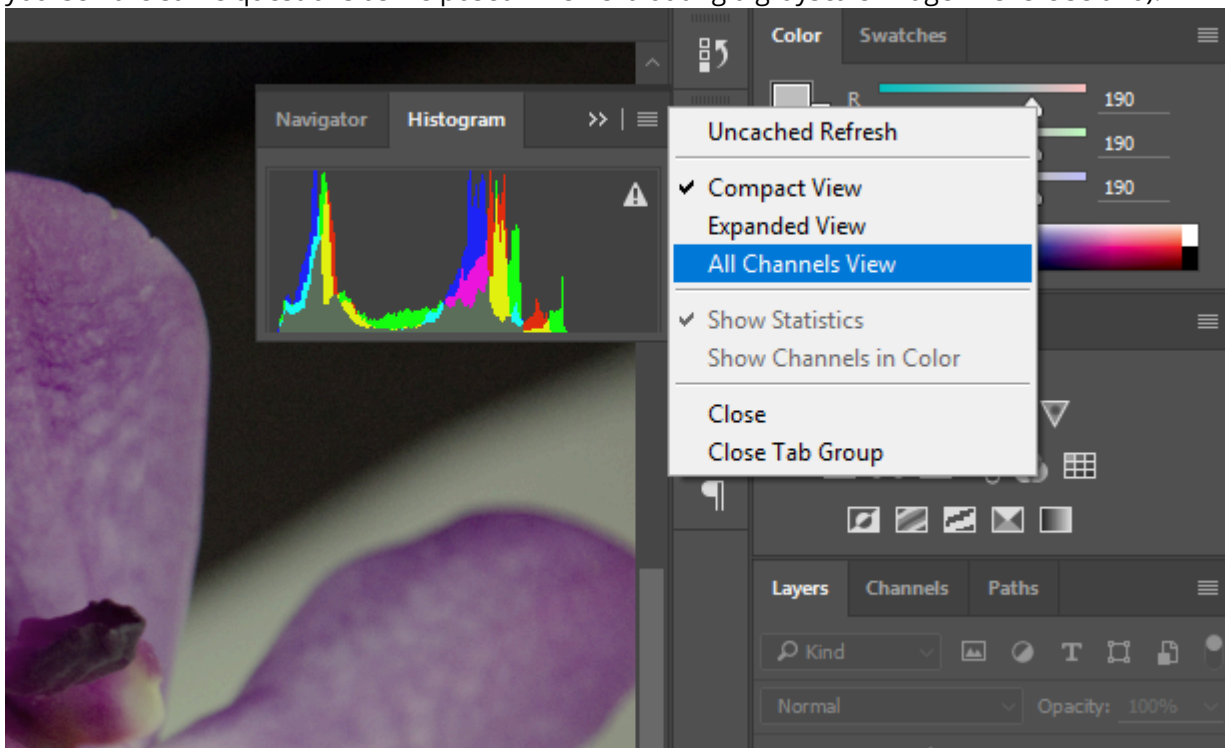 Color Swatches
R 190
190
190
Navigator Histogram
Uncached Refresh
Compact View
Expanded View
All Channels View
Show Statistics
Show Channels in Color
Close
Close Tab Group
Layers Channels Paths
Kind
Normal Opacity: 100%